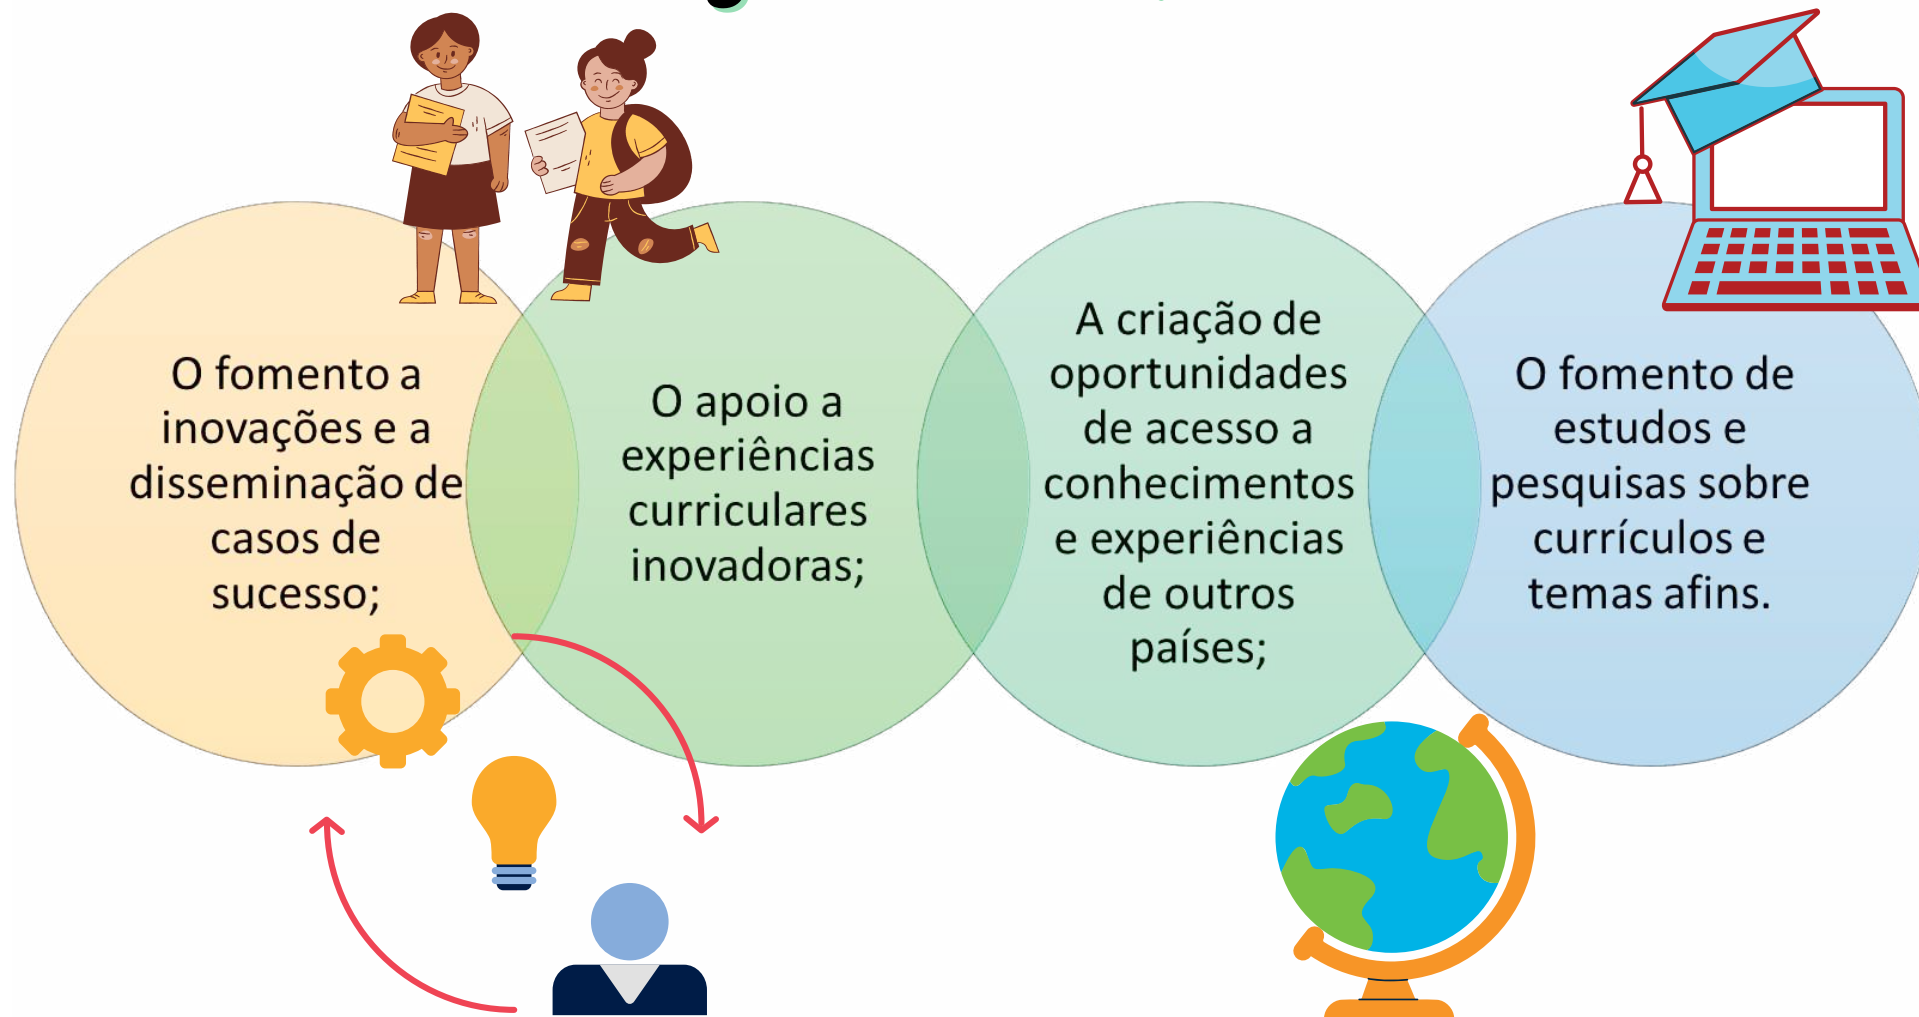 O fomento a
inovações e a
disseminação de
casos de
sucesso;
O apoio a
experiências
curriculares
inovadoras;
A criação de
oportunidades
de acesso a
conhecimentos
e experiências
de outros
países;
O fomento de
estudos e
pesquisas sobre
currículos e
temas afins.